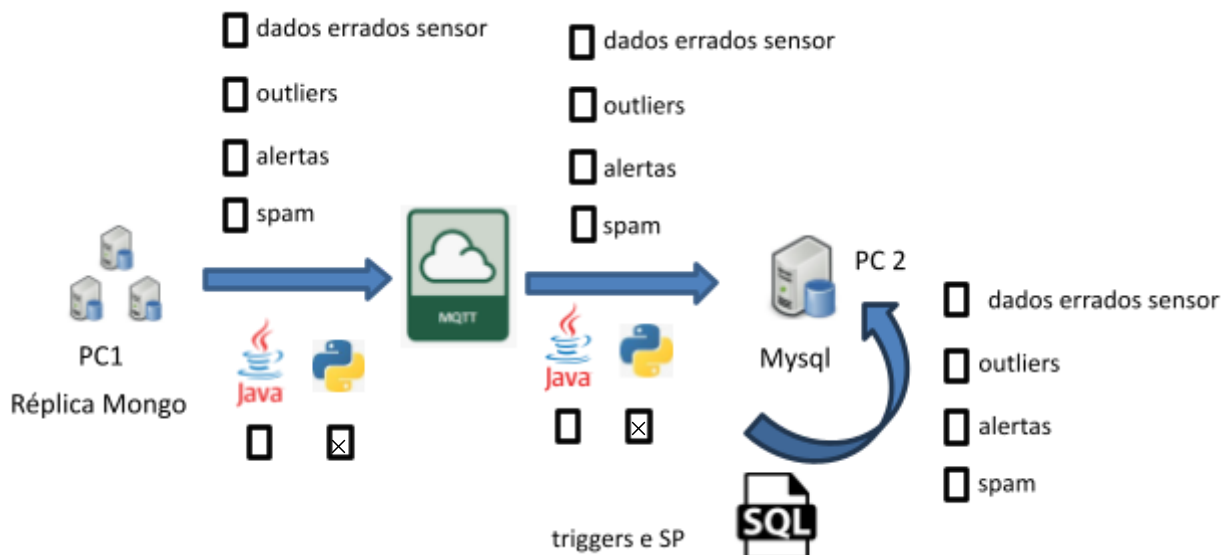 dados errados sensor
outliers
alertas
spam
dados errados sensor
outliers
alertas
spam
MQTT
PC1
Réplica Mongo
Java
Java
PC 2
Mysql
dados errados sensor
outliers
alertas
spam
triggers e SP
SQL